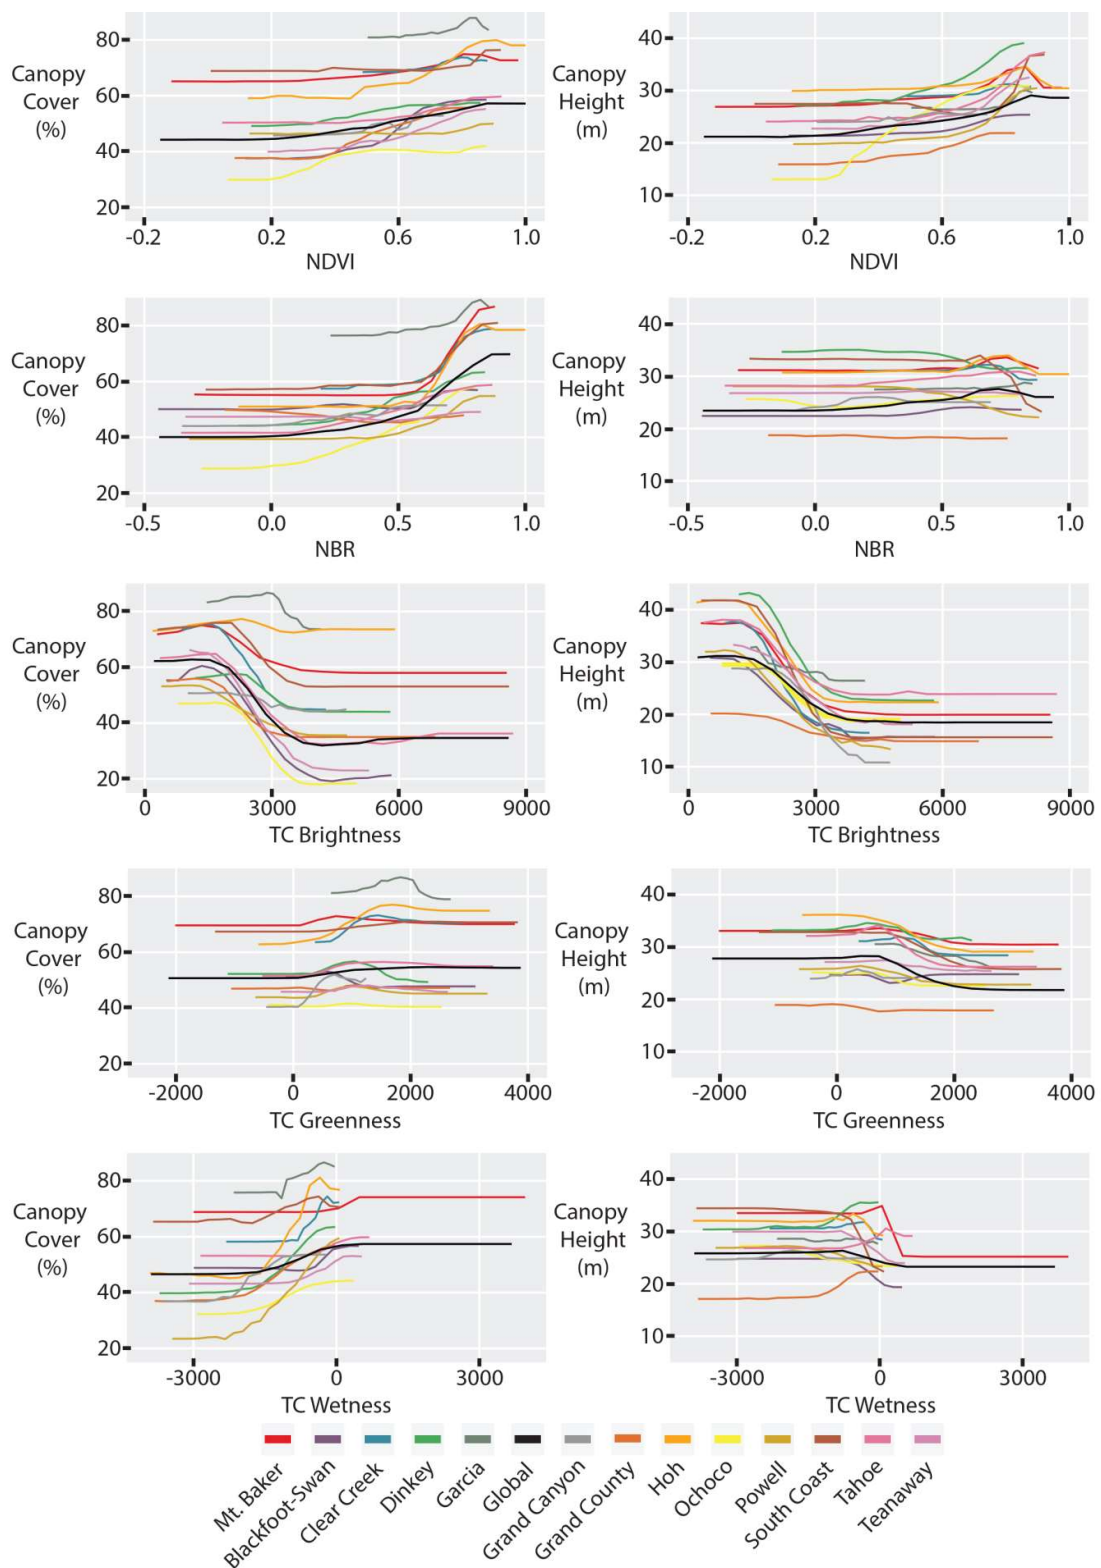 80
Canopy
Cover
(%)
60
40
20
-0.2
0.2
0.6
1.0
NDVI
40
Canopy
Height
(m)
30
20
10
-0.2
0.2
0.6
1.0
NDVI
80
Canopy
Cover
(%)
60
40
20
-0.5
0.0
0.5
1.0
NBR
40
Canopy
Height
(m)
30
20
10
-0.5
0.0
0.5
1.0
NBR
80
Canopy
Cover
(%)
60
40
20
0
3000
6000
9000
TC Brightness
40
Canopy
Height
(m)
30
20
10
0
3000
6000
9000
TC Brightness
80
Canopy
Cover
(%)
60
40
20
-2000
0
2000
4000
TC Greenness
40
Canopy
Height
(m)
30
20
10
-2000
0
2000
4000
TC Greenness
80
Canopy
Cover
(%)
60
40
20
-3000
0
3000
TC Wetness
40
Canopy
Height
(m)
30
20
10
-3000
0
3000
TC Wetness
Mt. Baker
Blackfoot-Swan
Clear Creek
Dinkey
Garcia
Global
Grand Canyon
Grand County
Hoh
Ochoco
Powell
South Coast
Tahoe
Teanaway